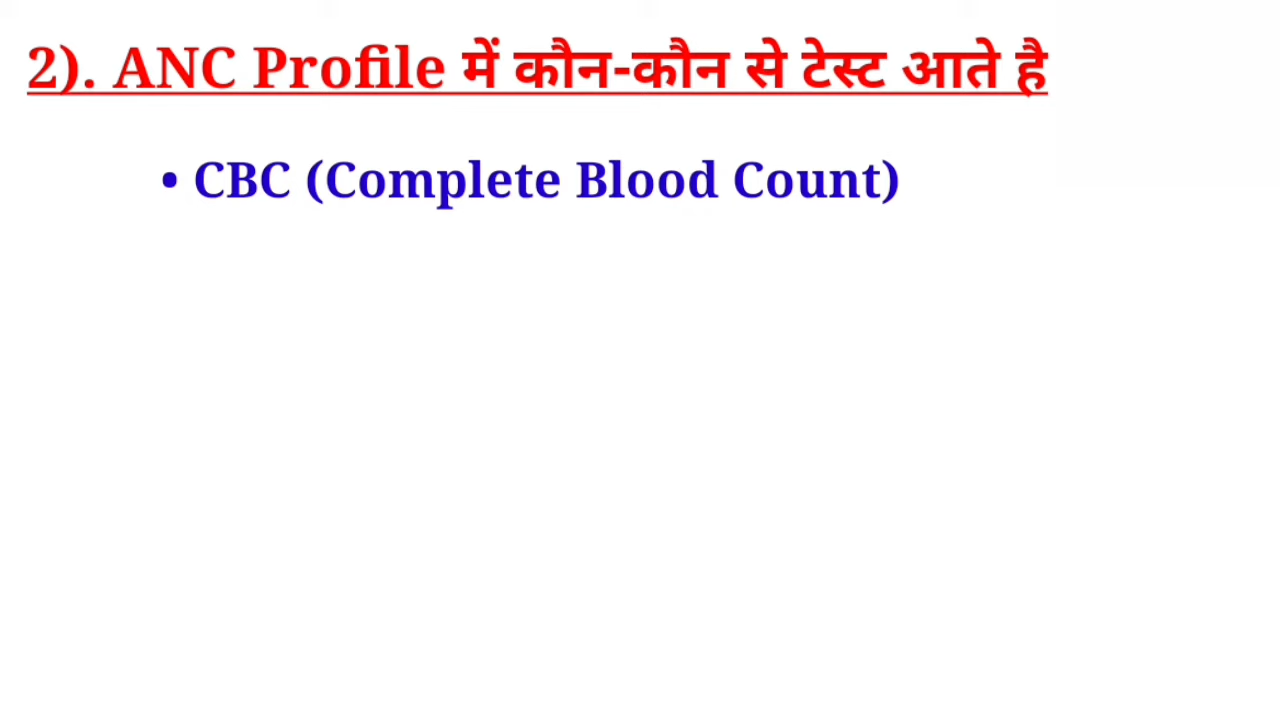 2). ANC Profile में कौन-कौन से टेस्ट आते है
• CBC (Complete Blood Count)